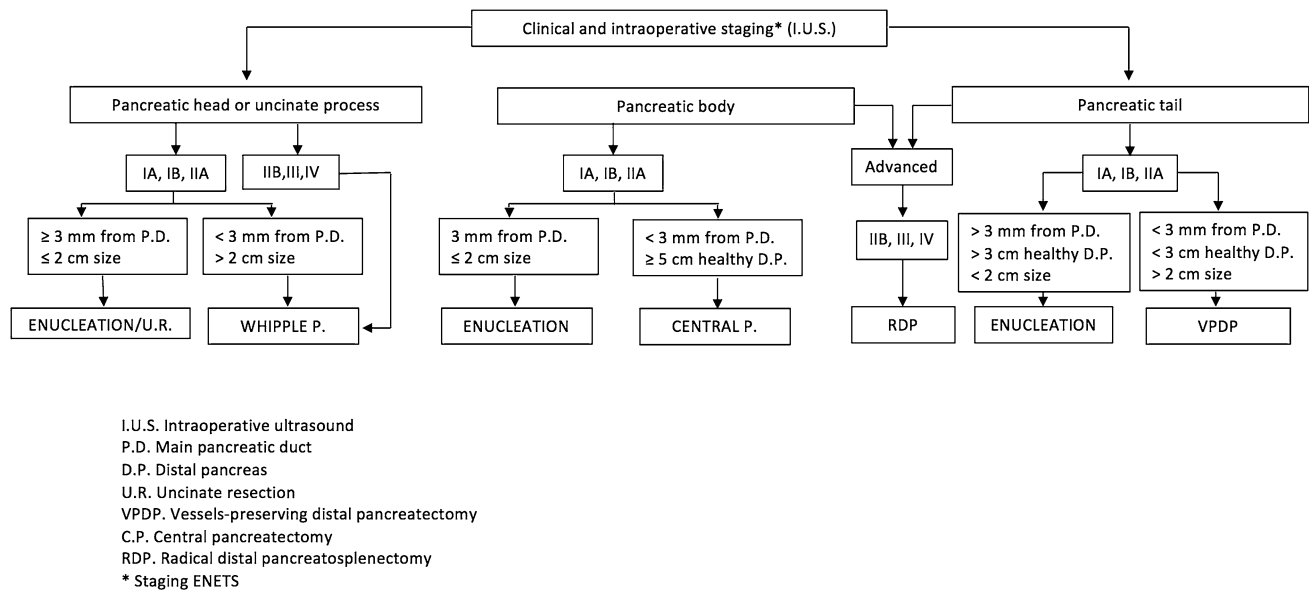 Clinical and intraoperative staging* (I.U.S.)
Pancreatic head or uncinate process
Pancreatic body
Pancreatic tail
IA, IB, IIA
IIB,III,IV
IA, IB, IIA
Advanced
IA, IB, IIA
≥ 3 mm from P.D.
≤ 2 cm size
< 3 mm from P.D.
> 2 cm size
3 mm from P.D.
≤ 2 cm size
< 3 mm from P.D.
≥ 5 cm healthy D.P.
IIB, III, IV
> 3 mm from P.D.
> 3 cm healthy D.P.
< 2 cm size
< 3 mm from P.D.
< 3 cm healthy D.P.
> 2 cm size
ENUCLEATION/U.R.
WHIPPLE P.
ENUCLEATION
CENTRAL P.
RDP
ENUCLEATION
VPDP
I.U.S. Intraoperative ultrasound
P.D. Main pancreatic duct
D.P. Distal pancreas
U.R. Uncinate resection
VPDP. Vessels-preserving distal pancreatectomy
C.P. Central pancreatectomy
RDP. Radical distal pancreatosplenectomy
* Staging ENETS